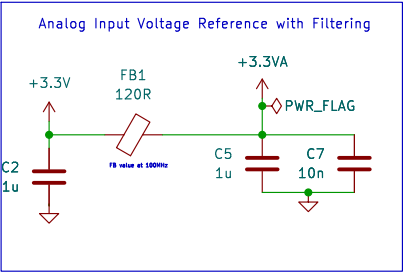 Analog Input Voltage Reference with Filtering
+3.3VA
+3.3V
FB1
120R
PWR_FLAG
FB value at 100MHz
C2
1u
C5
1u
C7
10n